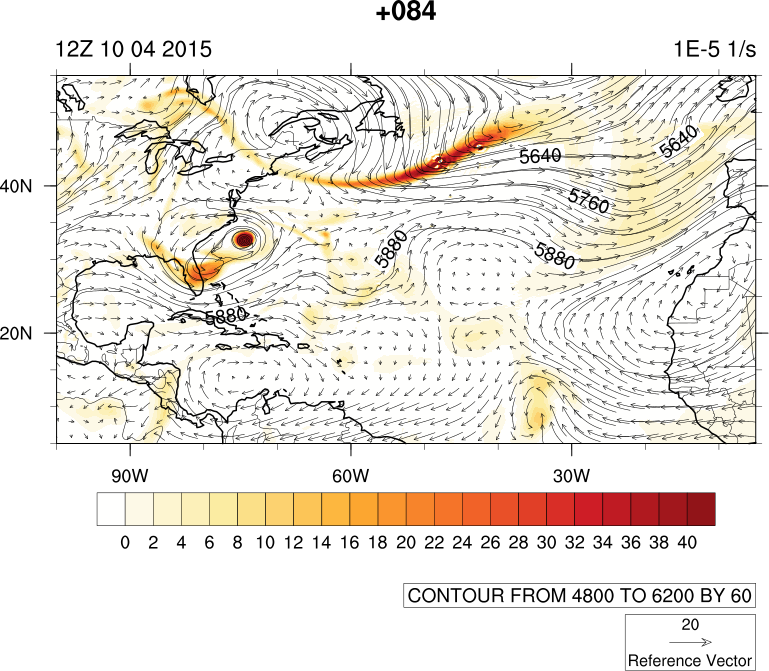 +084
12Z 10 04 2015 1E-5 1/s
5640
5640
40N
5760
5880
5880
5880
20N
90W 60W 30W
0 2 4 6 8 10 12 14 16 18 20 22 24 26 28 30 32 34 36 38 40
CONTOUR FROM 4800 TO 6200 BY 60
20
Reference Vector